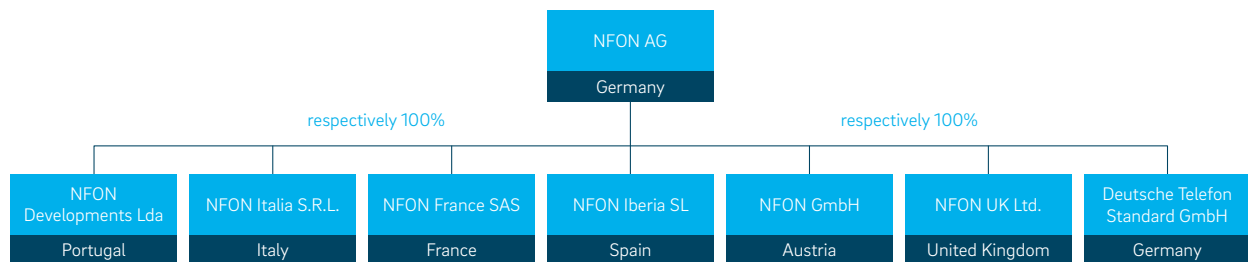 NFON AG
Germany
respectively 100%
respectively 100%
NFON
Developments Lda
Portugal
NFON Italia S.R.L.
Italy
NFON France SAS
France
NFON Iberia SL
Spain
NFON GmbH
Austria
NFON UK Ltd.
United Kingdom
Deutsche Telefon
Standard GmbH
Germany